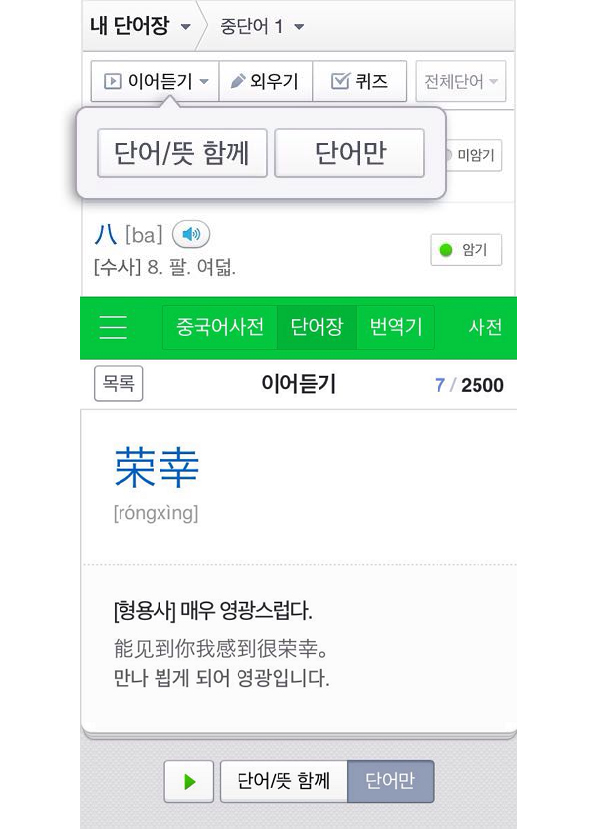 내 단어장 중단어 1
이어듣기 외우기 퀴즈 전체단어
단어/뜻 함께 단어만
미암기
八 [ba]
암기
[수사] 8. 팔. 여덟.
중국어사전 단어장 번역기 사전
목록 이어듣기 7 / 2500
荣幸
[róngxìng]
[형용사] 매우 영광스럽다.
能见到你我感到很荣幸。
만나 뵙게 되어 영광입니다.
단어/뜻 함께 단어만